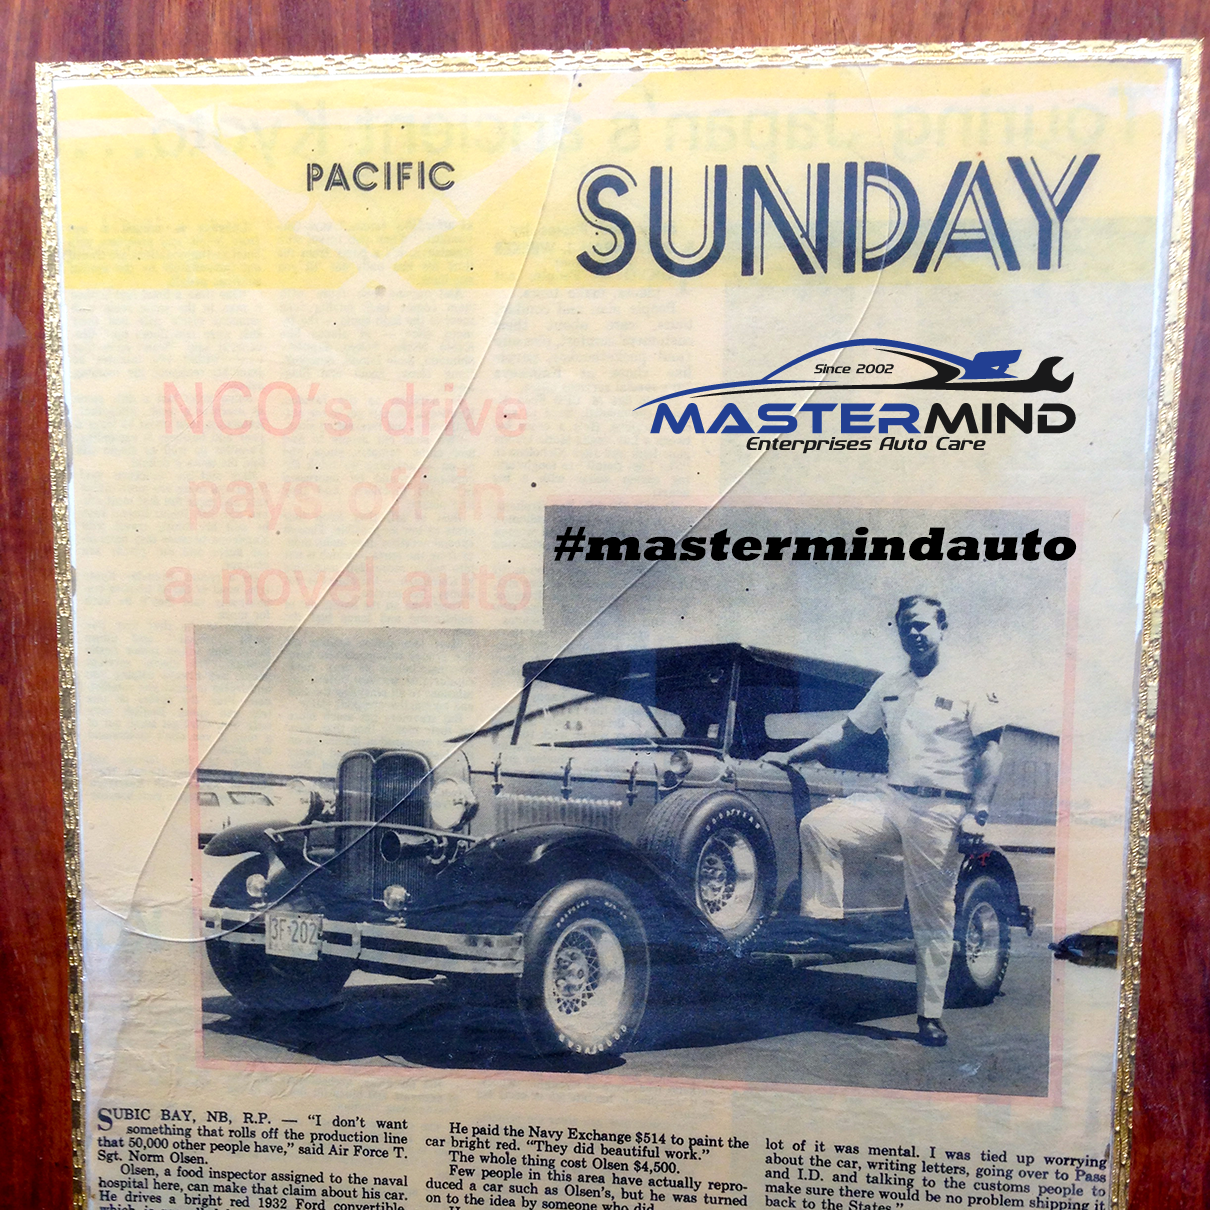 PACIFIC
SUNDAY
Since 2002
MASTERMIND
Enterprises Auto Care
NCO's drive
pays off in
a novel auto
#mastermindauto
GOODYEAR
3F-202
SUBIC BAY, NB, R.P. — "I don't want
something that rolls off the production line
that 50,000 other people have," said Air Force T.
Sgt. Norm Olsen.
Olsen, a food inspector assigned to the naval
hospital here, can make that claim about his car.
He drives a bright red 1932 Ford convertible
He paid the Navy Exchange $514 to paint the
car bright red. "They did beautiful work."
The whole thing cost Olsen $4,500.
Few people in this area have actually repro-
duced a car such as Olsen's, but he was turned
on to the idea by someone who did.
lot of it was mental. I was tied up worrying
about the car, writing letters, going over to Pass
and I.D. and talking to the customs people to
make sure there would be no problem shipping it
back to the States."